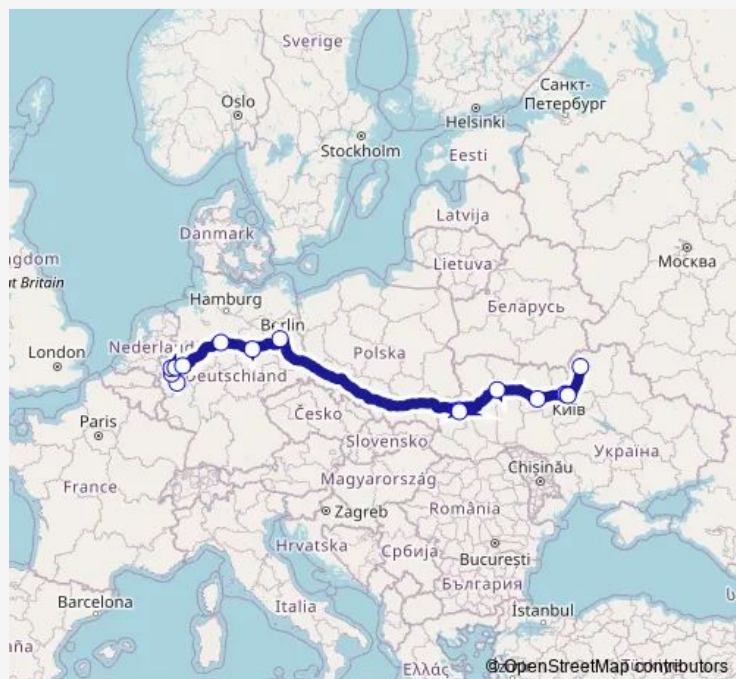 Sverige
Санкт-
Петербург
Oslo
Helsinki
Stockholm
Eesti
Latvija
Danmark
Москва
gdom
Lietuva
at Britain
Hamburg
Беларусь
Berlin
London
Nederland
Polska
Deutschland
Київ
Paris
Česko
Slovensko
Україна
Chișinău
France
Magyarország
România
Zagreb
Hrvatska
Србија
București
България
Barcelona
Italia
İstanbul
aña
Ελλάς
© OpenStreetMap contributors